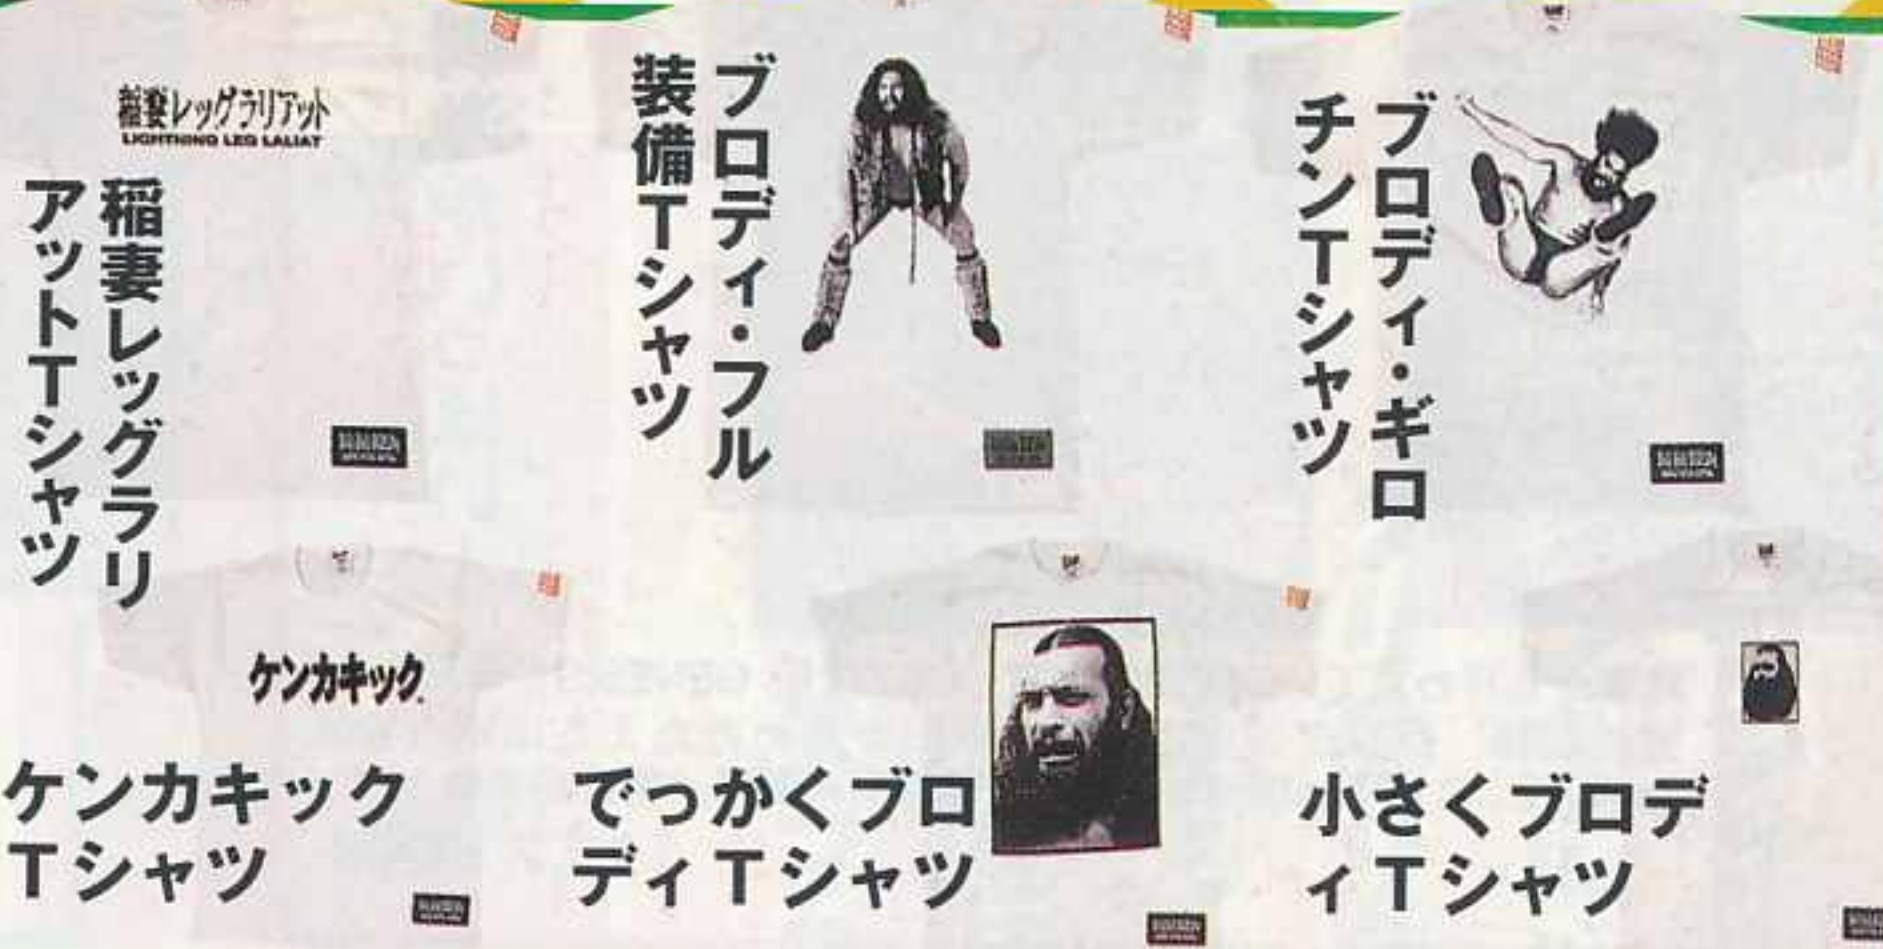 稲妻レッグラリアット
LIGHTNING LEG LALIAT
稲妻レッグラリ
アットTシャツ
ブロディ・フル
装備Tシャツ
ブロディ・ギロ
チンTシャツ
ケンカキック
ケンカキック
Tシャツ
でっかくブロ
ディTシャツ
小さくブロデ
ィTシャツ